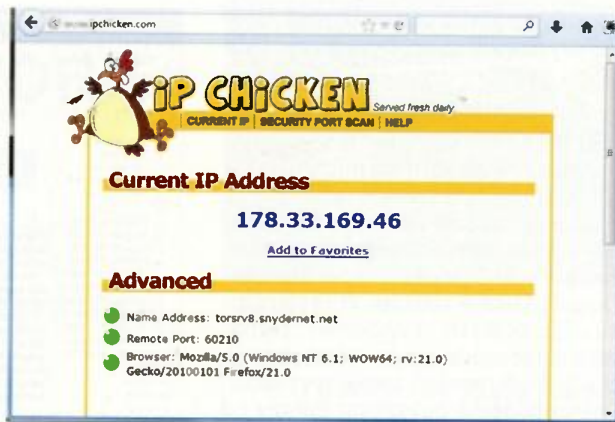 ipchicken.com
iP CHiCKEN Served fresh daily.
CURRENT IP | SECURITY PORT SCAN | HELP
Current IP Address
178.33.169.46
Add to Favorites
Advanced
Name Address: torsrv8.snydernet.net
Remote Port: 60210
Browser: Mozilla/5.0 (Windows NT 6.1; WOW64; rv:21.0)
Gecko/20100101 Firefox/21.0